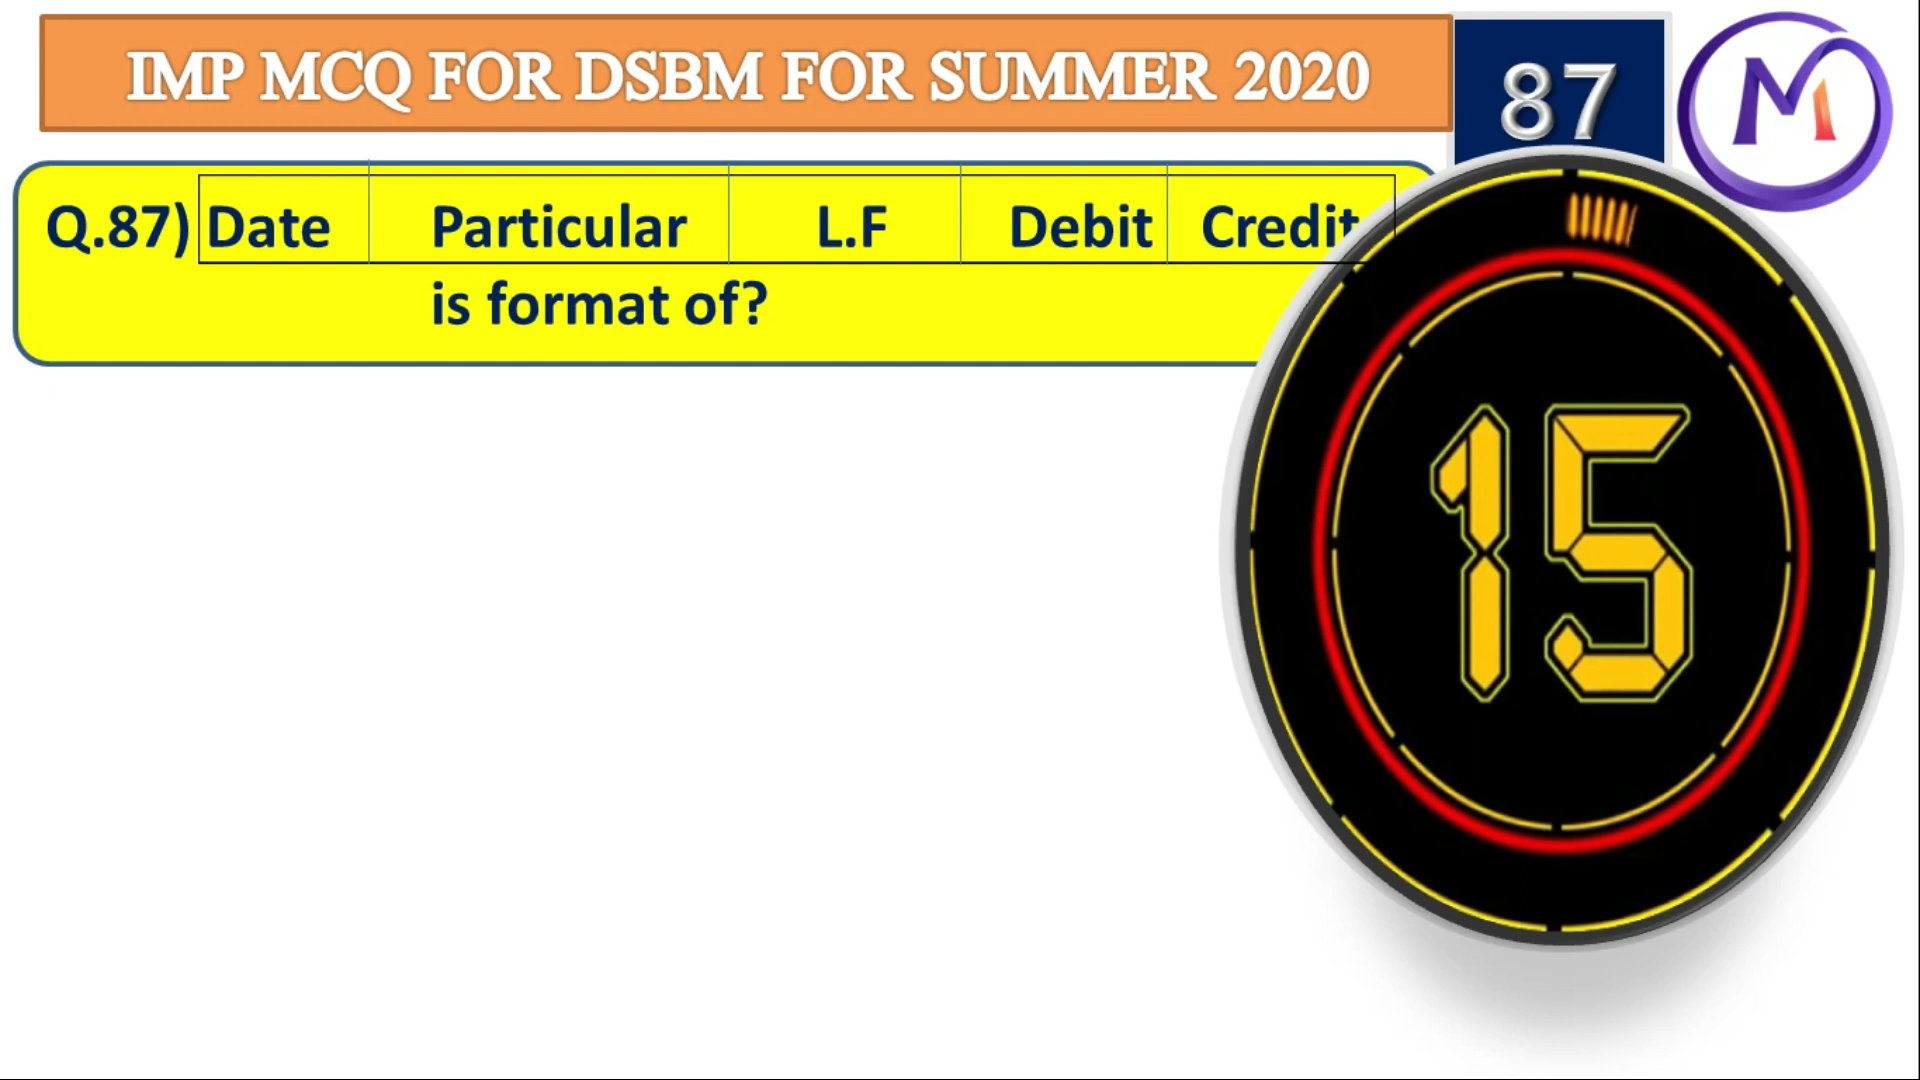 IMP MCQ FOR DSBM FOR SUMMER 2020
87
M
Q.87) Date Particular L.F Debit Credit
is format of?
15